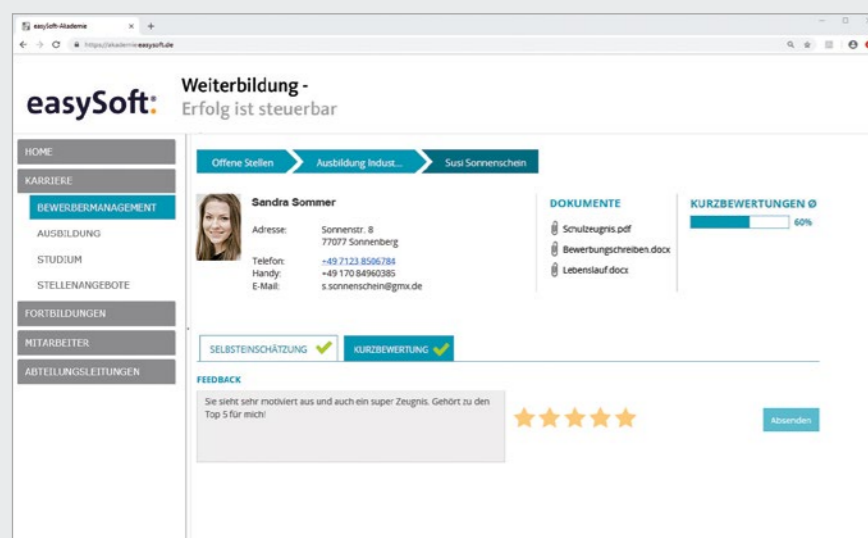 easySoft-Akademie
https://akademie.easysoft.de
easySoft:
Weiterbildung -
Erfolg ist steuerbar
HOME
KARRIERE
BEWERBERMANAGEMENT
AUSBILDUNG
STUDIUM
STELLENANGEBOTE
FORTBILDUNGEN
MITARBEITER
ABTEILUNGSLEITUNGEN
Offene Stellen
Ausbildung Indust...
Susi Sonnenschein
Sandra Sommer
Adresse: Sonnenstr. 8
77077 Sonnenberg
Telefon: +49 7123 8506784
Handy: +49 170 84960385
E-Mail: s.sonnenschein@gmx.de
DOKUMENTE
Schulzeugnis.pdf
Bewerbungschreiben.docx
Lebenslauf.docx
KURZBEWERTUNGEN Ø
60%
SELBSTEINSCHÄTZUNG
KURZBEWERTUNG
FEEDBACK
Sie sieht sehr motiviert aus und auch ein super Zeugnis. Gehört zu den
Top 5 für mich!
Absenden